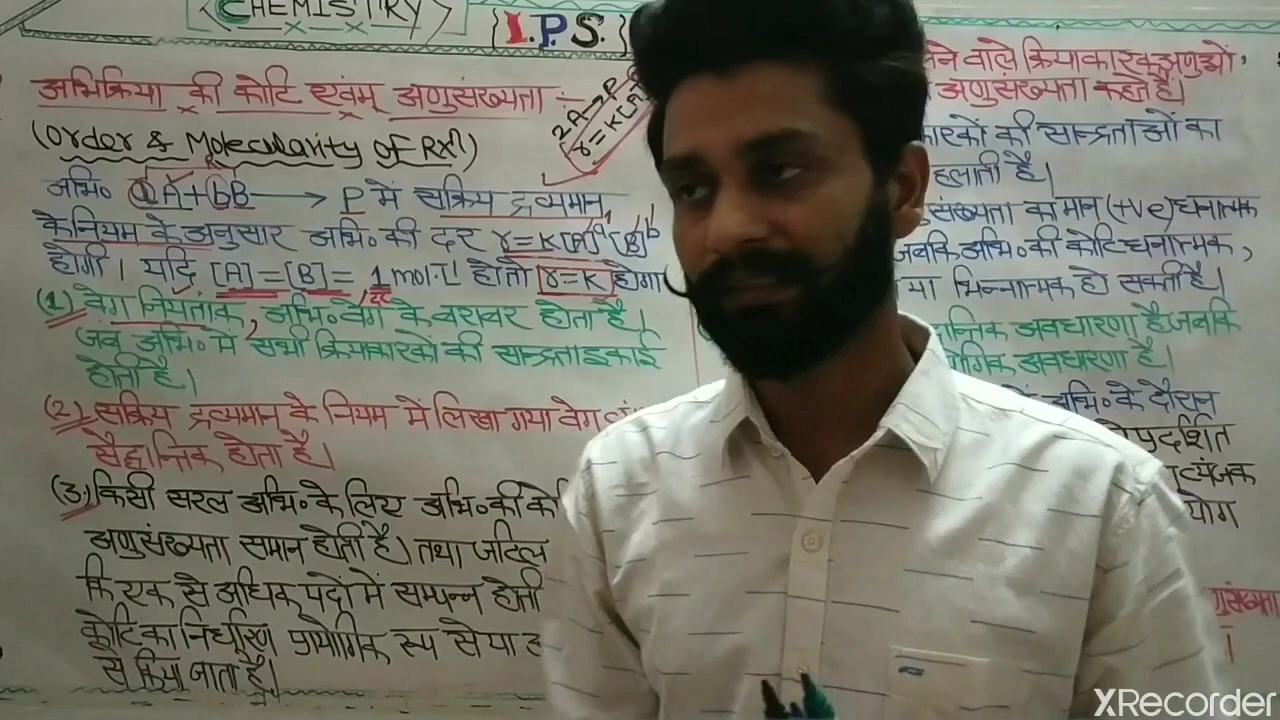 CHEMISTRY
I.P.S.
अभिक्रिया की कोटि एंवम् अणुसंख्यता :-
(Order & Molecularity of Rxn)
2A → P
अभि० aA + bB → P में सक्रिय द्रव्यमान
के नियम के अनुसार अभि० की दर r = K[A]^a [B]^b
होगी। यदि [A] = [B] = 1 mol-L⁻¹ हो तो r = K होगा
(1) वेग नियतांक, अभि० वेग के बराबर होता है।
जब अभि० में सभी क्रियाकारकों की सान्द्रता इकाई
होती है।
(2) सक्रिय द्रव्यमान के नियम में लिखा गया वेग
सैद्धान्तिक होता है।
(3) किसी सरल अभि० के लिए अभि० की को
अणुसंख्यता समान होती है। तथा जटिल
कि एक से अधिक पदों में सम्पन्न होती
कोटि का निर्धारण प्रायोगिक रूप से या
से किया जाता है।
ने वाले क्रियाकारक अणुओं
अणुसंख्यता कहते हैं।
कारकों की सान्द्रताओं का
हलाती है।
संख्यता का मान (+Ve) धनात्मक
जबकि अभि० की कोटि धनात्मक,
या भिन्नात्मक हो सकती है।
न्तिक अवधारणा है जबकि
गिक अवधारणा है।
अभि० के दौरान
प्रदर्शित
योग
XRecorder